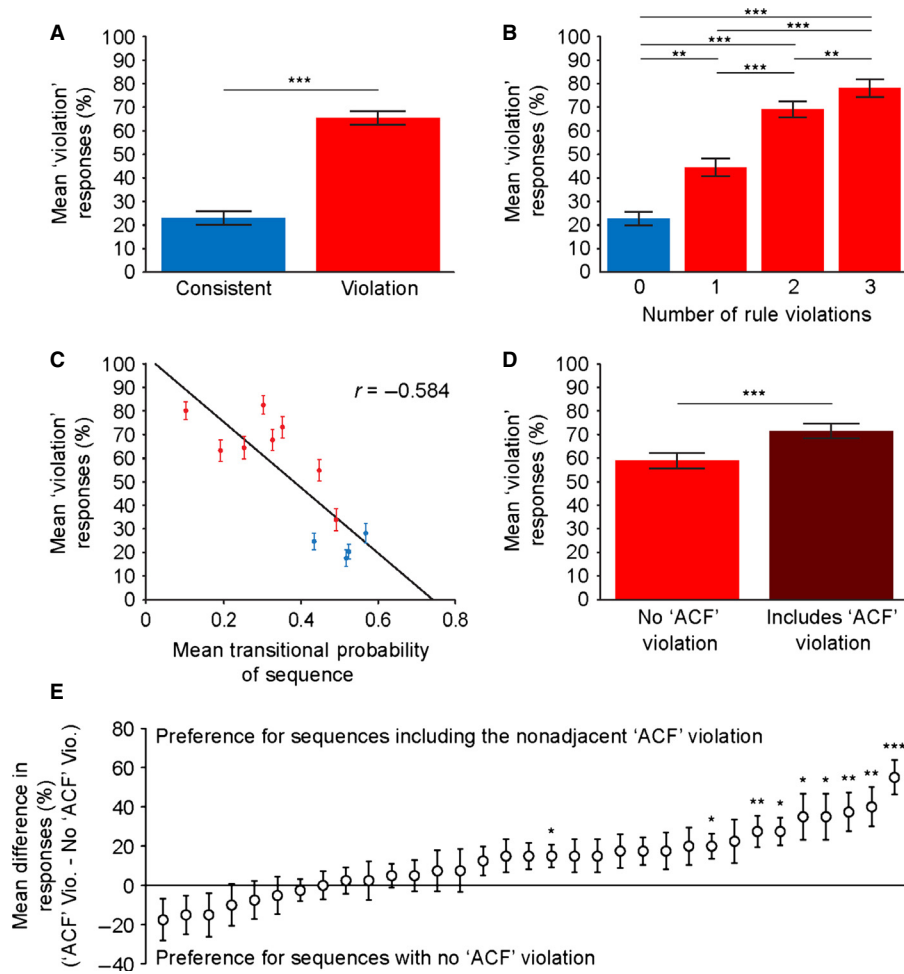 A
Mean 'violation'
responses (%)
100
90
80
70
60
50
40
30
20
10
0
***
Consistent
Violation
B
Mean 'violation'
responses (%)
100
90
80
70
60
50
40
30
20
10
0
***
***
***
**
**
***
0
1
2
3
Number of rule violations
C
Mean 'violation'
responses (%)
100
90
80
70
60
50
40
30
20
10
0
r = –0.584
0
0.2
0.4
0.6
0.8
Mean transitional probability
of sequence
D
Mean 'violation'
responses (%)
100
90
80
70
60
50
40
30
20
10
0
***
No 'ACF'
violation
Includes 'ACF'
violation
E
Mean difference in
responses (%)
('ACF' Vio. - No 'ACF' Vio.)
80
60
40
20
0
–20
–40
Preference for sequences including the nonadjacent 'ACF' violation
*
*
**
*
*
*
**
**
***
Preference for sequences with no 'ACF' violation